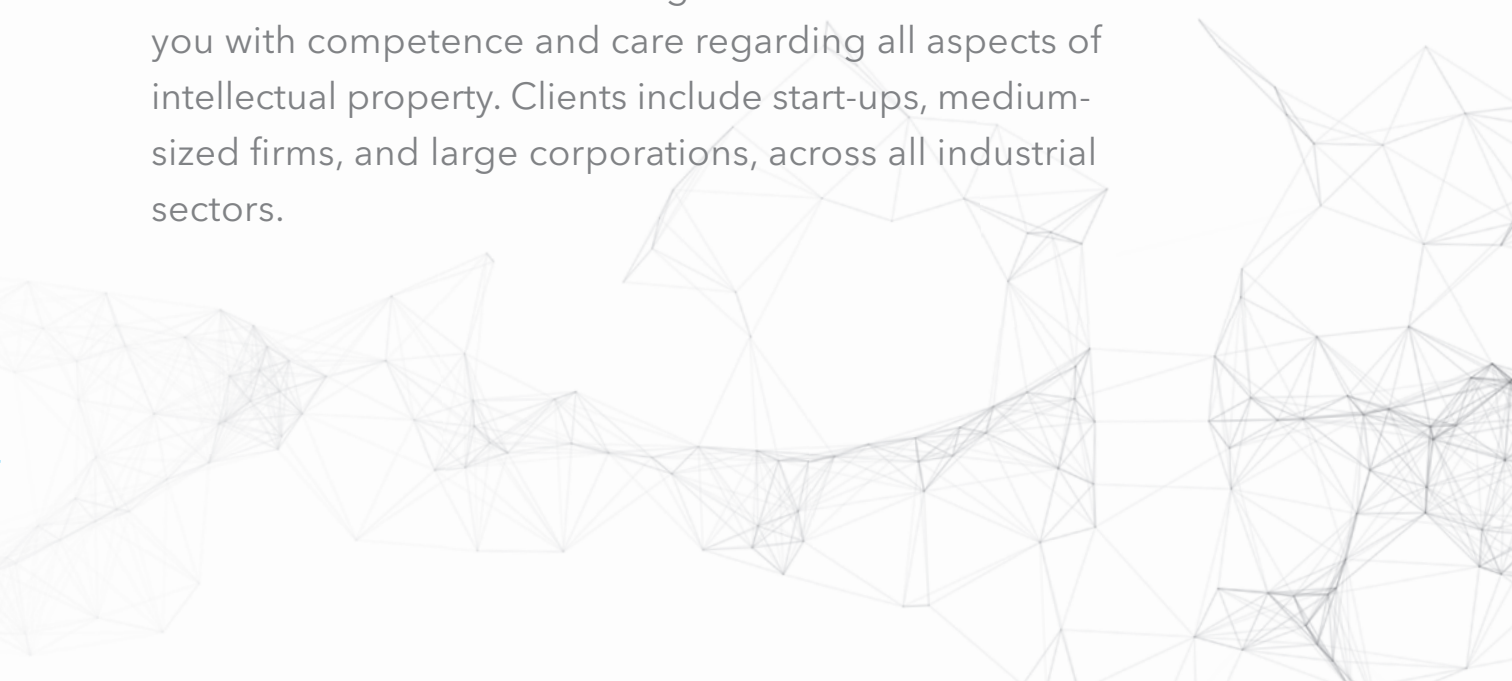 you with competence and care regarding all aspects of
intellectual property. Clients include start-ups, medium-
sized firms, and large corporations, across all industrial
sectors.